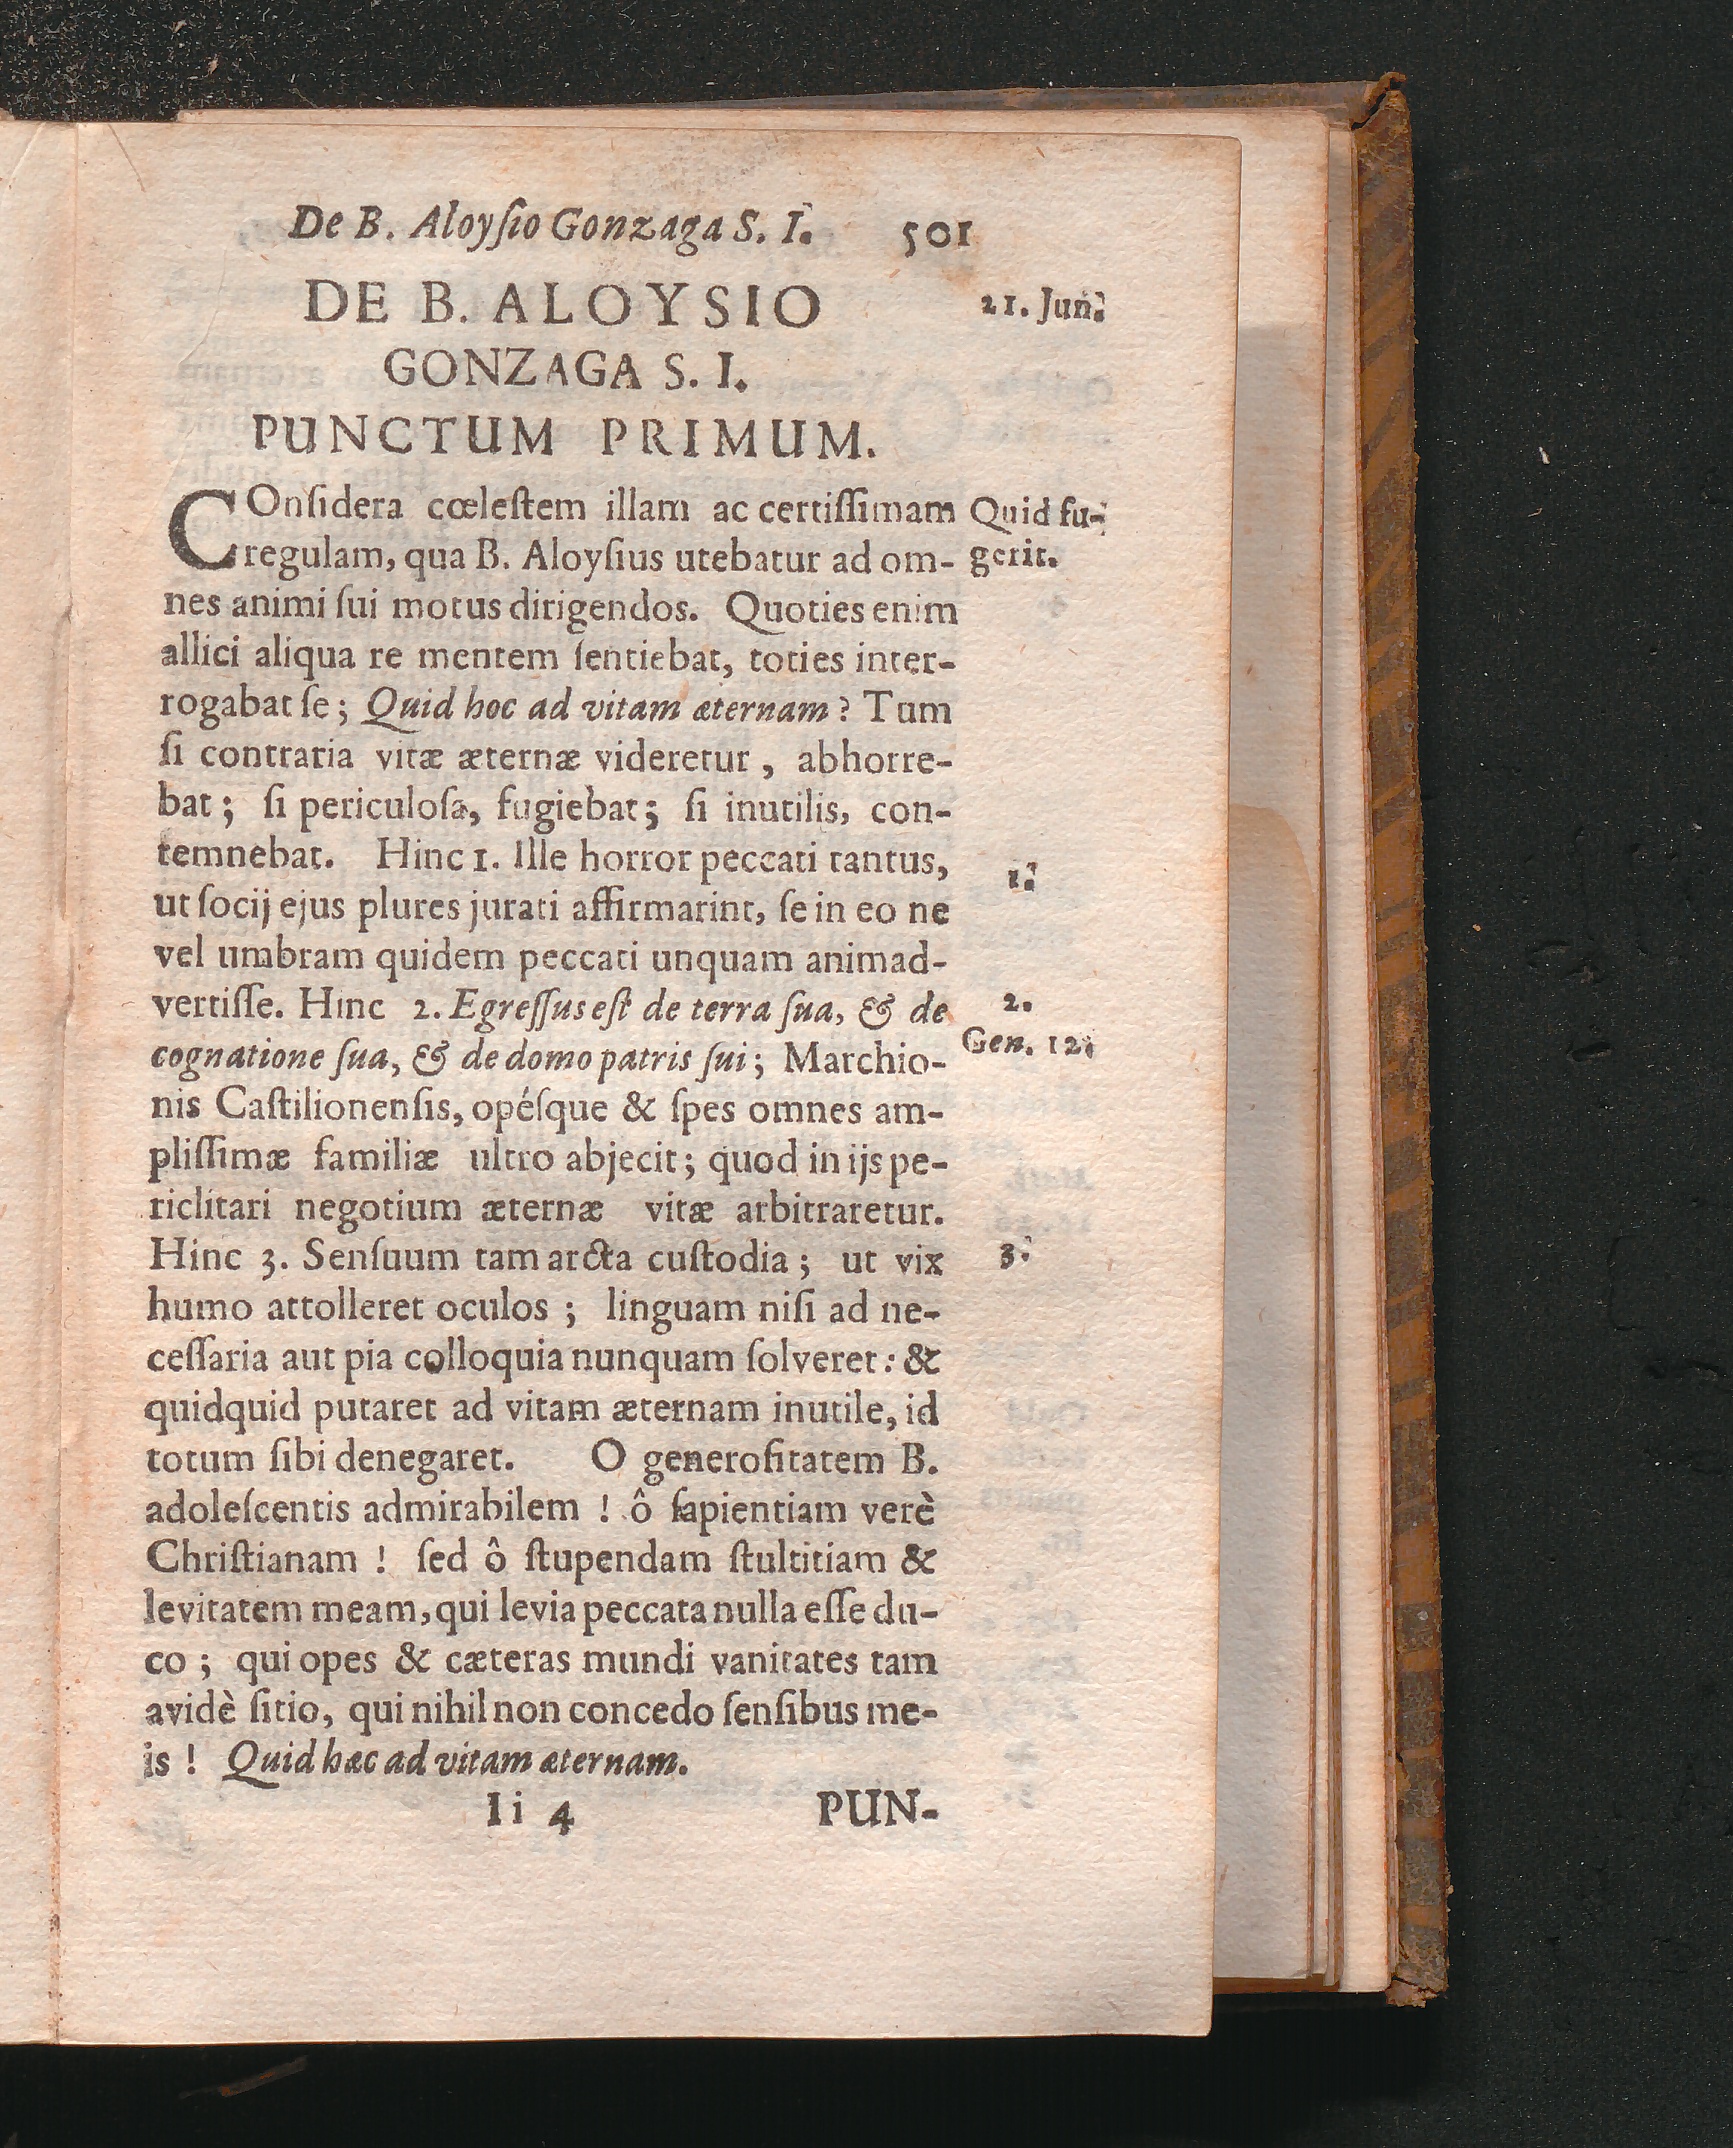 De B. Aloyſio Gonzaga S. I. 501
DE B. ALOYSIO
21. Jun.
GONZAGA S. I.
PUNCTUM PRIMUM.
COnſidera cœleſtem illam ac certiſſimam
Quid fu-
regulam, qua B. Aloyſius utebatur ad om-
gerit.
nes animi ſui motus dirigendos. Quoties enim
allici aliqua re mentem ſentiebat, toties inter-
rogabat ſe; Quid hoc ad vitam æternam? Tum
ſi contraria vitæ æternæ videretur, abhorre-
bat; ſi periculoſa, fugiebat; ſi inutilis, con-
temnebat. Hinc 1. Ille horror peccati tantus,
1.
ut ſocij ejus plures jurati affirmarint, ſe in eo ne
vel umbram quidem peccati unquam animad-
vertiſſe. Hinc 2. Egreſſus eſt de terra ſua, & de
2.
cognatione ſua, & de domo patris ſui; Marchio-
Gen. 12.
nis Caſtilionenſis, opéſque & ſpes omnes am-
pliſſimæ familiæ ultro abjecit; quod in ijs pe-
riclitari negotium æternæ vitæ arbitraretur.
Hinc 3. Senſuum tam arcta cuſtodia; ut vix
3.
humo attolleret oculos; linguam niſi ad ne-
ceſſaria aut pia colloquia nunquam ſolveret: &
quidquid putaret ad vitam æternam inutile, id
totum ſibi denegaret. O generoſitatem B.
adoleſcentis admirabilem! ô ſapientiam verè
Chriſtianam! ſed ô ſtupendam ſtultitiam &
levitatem meam, qui levia peccata nulla eſſe du-
co; qui opes & cæteras mundi vanitates tam
avidè ſitio, qui nihil non concedo ſenſibus me-
is! Quid hæc ad vitam æternam.
Ii 4 PUN-